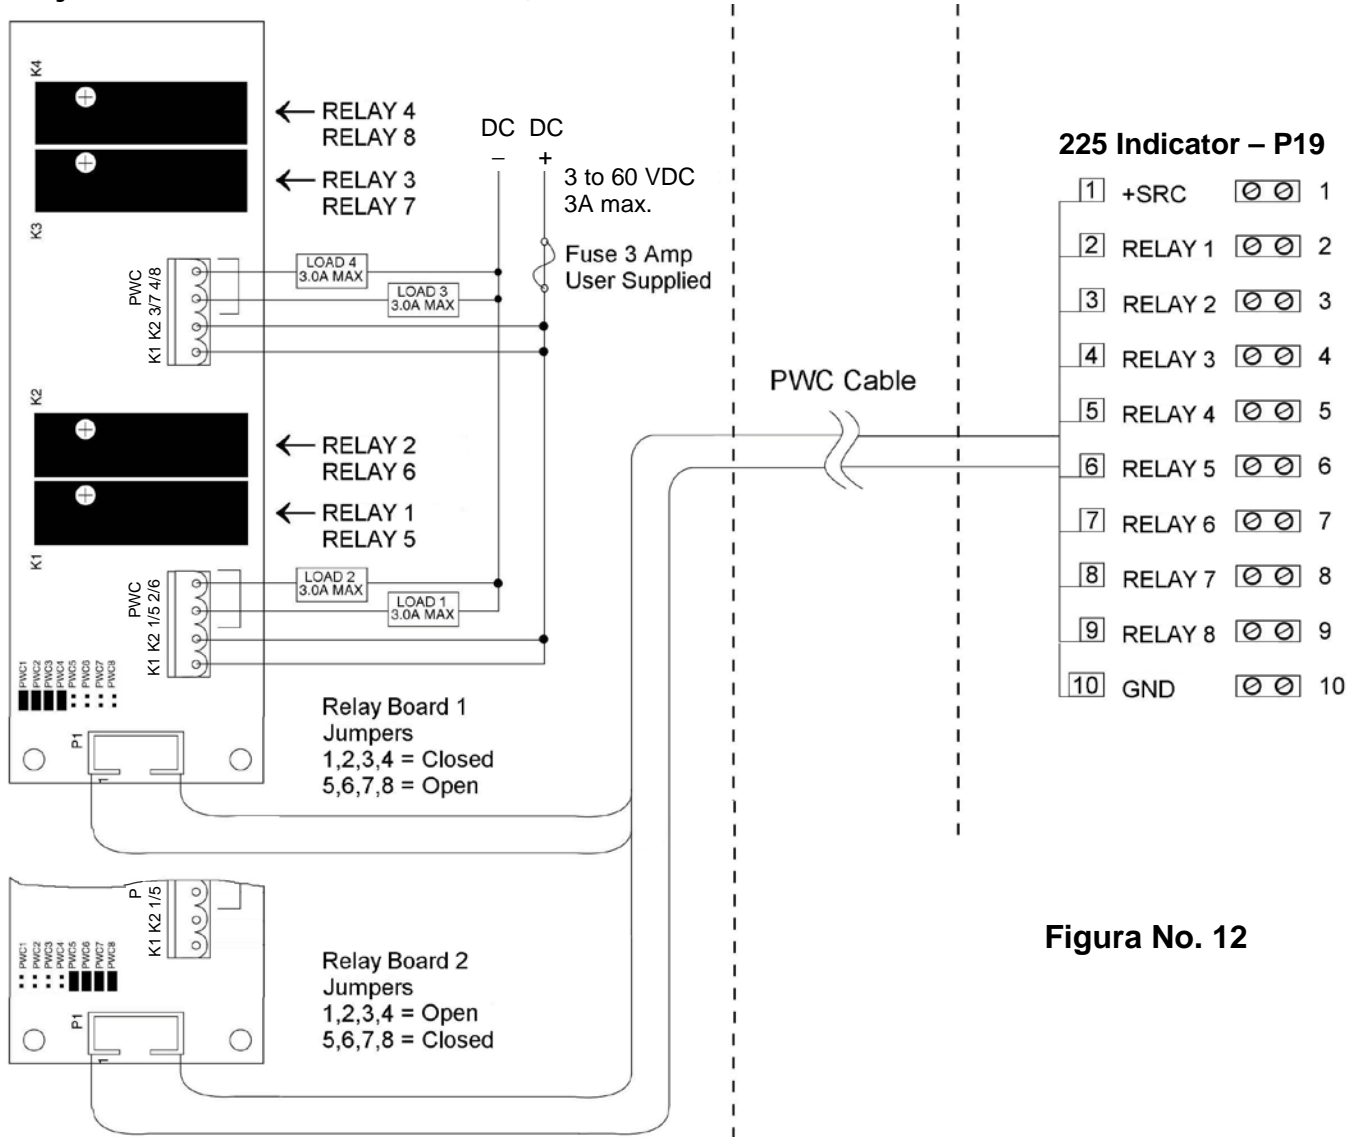 K4
RELAY 4
RELAY 8
K3
RELAY 3
RELAY 7
DC DC
– +
3 to 60 VDC
3A max.
Fuse 3 Amp
User Supplied
LOAD 4
3.0A MAX
LOAD 3
3.0A MAX
PWC
K1 K2 3/7 4/8
K2
RELAY 2
RELAY 6
K1
RELAY 1
RELAY 5
LOAD 2
3.0A MAX
LOAD 1
3.0A MAX
PWC
K1 K2 1/5 2/6
PWC1
PWC2
PWC3
PWC4
PWC5
PWC6
PWC7
PWC8
P1
1
Relay Board 1
Jumpers
1,2,3,4 = Closed
5,6,7,8 = Open
P
K1 K2 1/5
PWC1
PWC2
PWC3
PWC4
PWC5
PWC6
PWC7
PWC8
P1
1
Relay Board 2
Jumpers
1,2,3,4 = Open
5,6,7,8 = Closed
PWC Cable
225 Indicator – P19
1 +SRC 1
2 RELAY 1 2
3 RELAY 2 3
4 RELAY 3 4
5 RELAY 4 5
6 RELAY 5 6
7 RELAY 6 7
8 RELAY 7 8
9 RELAY 8 9
10 GND 10
Figura No. 12